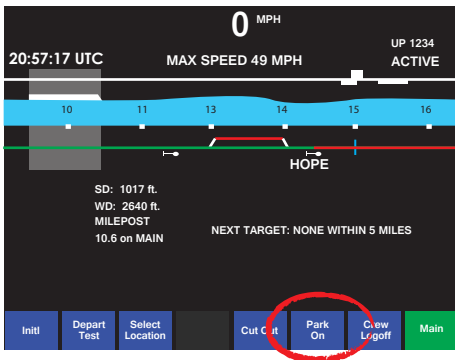 0 MPH
UP 1234
20:57:17 UTC MAX SPEED 49 MPH ACTIVE
10 11 13 14 15 16
HOPE
SD: 1017 ft.
WD: 2640 ft.
MILEPOST
10.6 on MAIN
NEXT TARGET: NONE WITHIN 5 MILES
Initl
Depart
Test
Select
Location
Cut Out
Park
On
Crew
Logoff
Main